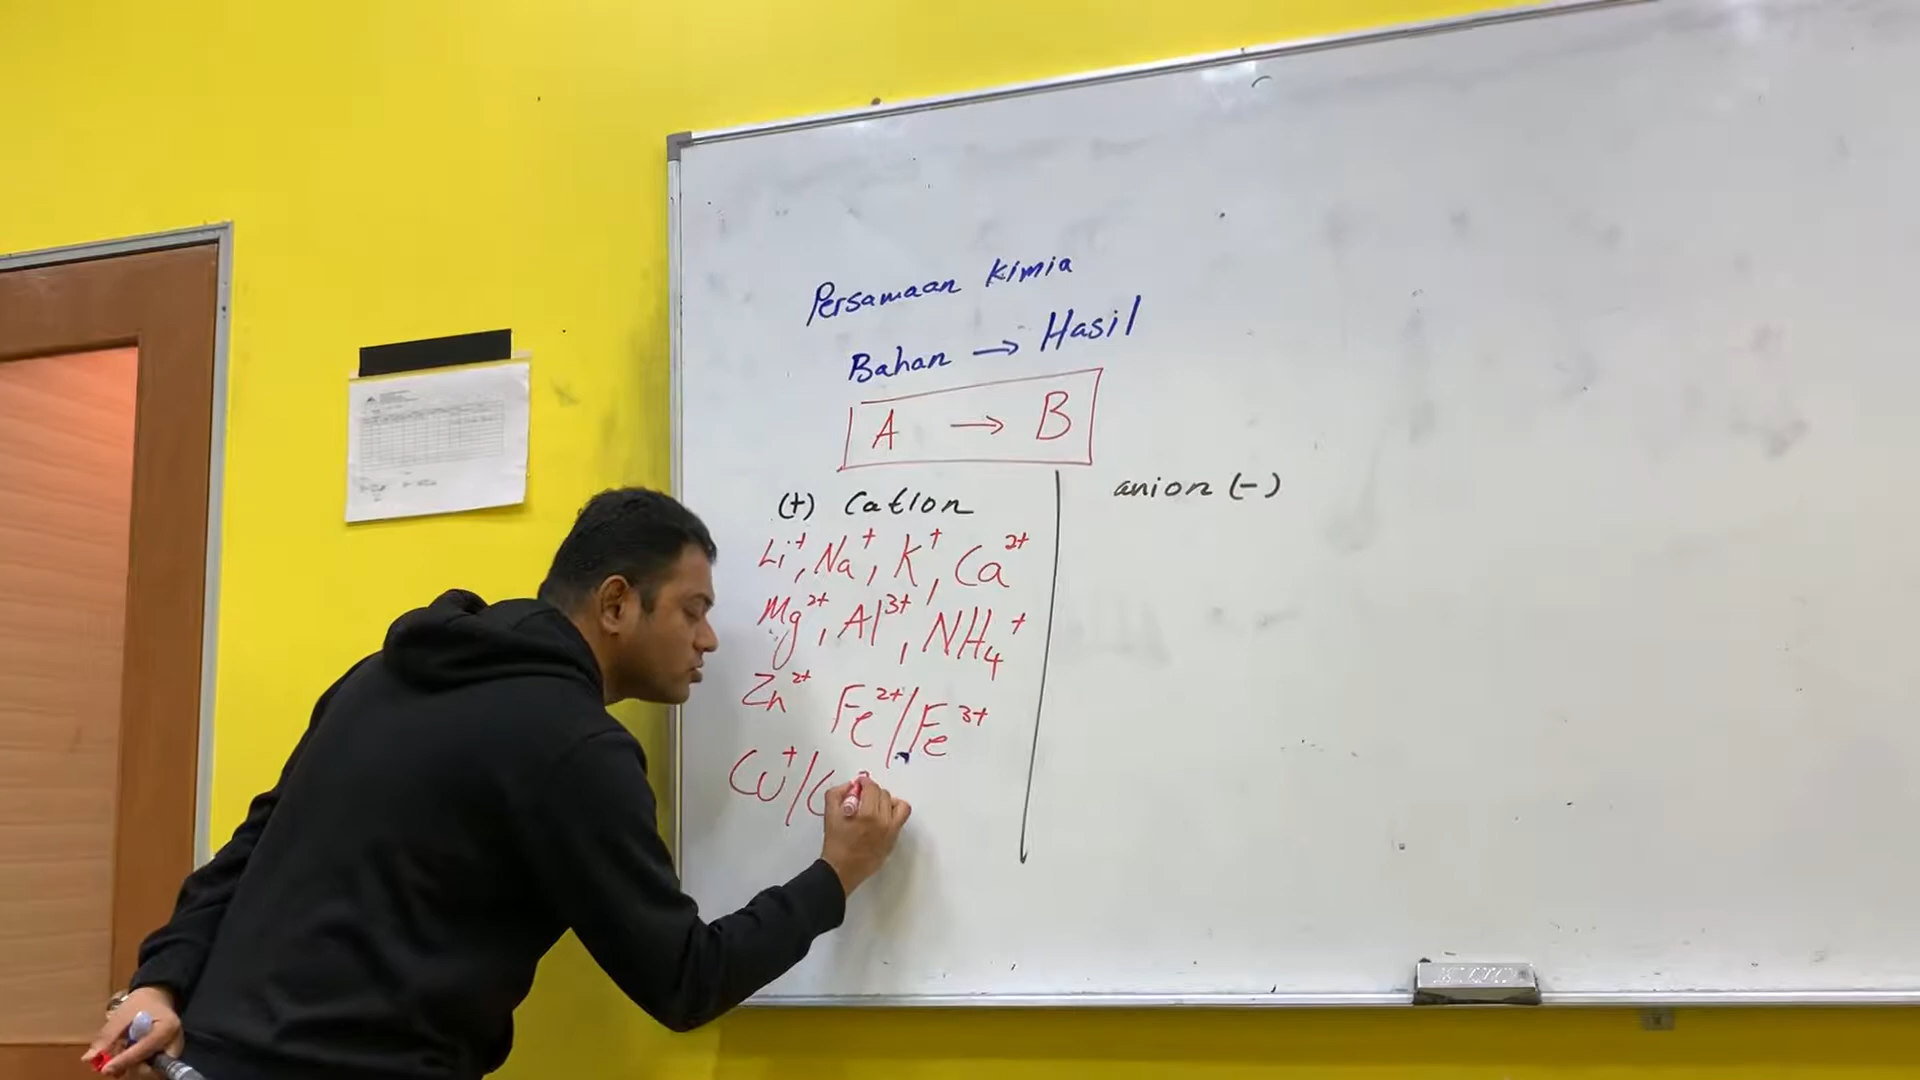 Persamaan Kimia
Bahan → Hasil
A → B
(+) Cation
anion (-)
Li⁺, Na⁺, K⁺, Ca²⁺
Mg²⁺, Al³⁺, NH₄⁺
Zn²⁺ Fe²⁺/Fe³⁺
Cu⁺/C